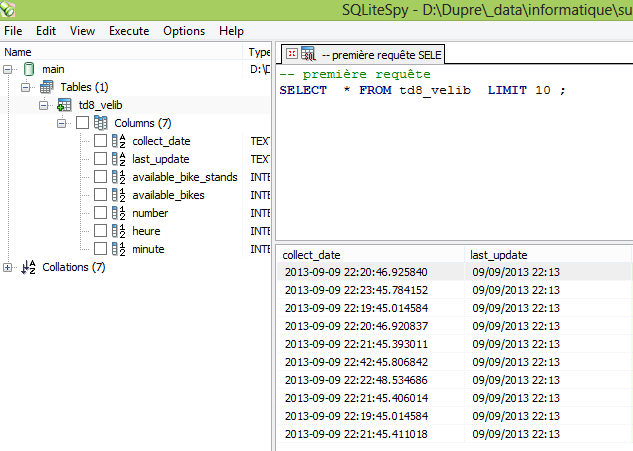 SQLiteSpy - D:\Dupre\_data\informatique\su
File Edit View Execute Options Help
Name Type
main D:\D
Tables (1)
td8_velib
Columns (7)
collect_date TEX
last_update TEX
available_bike_stands INTE
available_bikes INTE
number INTE
heure INTE
minute INTE
Collations (7)
SQL -- première requête SELE
-- première requête
SELECT * FROM td8_velib LIMIT 10 ;
collect_date last_update
2013-09-09 22:20:46.925840 09/09/2013 22:13
2013-09-09 22:23:45.784152 09/09/2013 22:13
2013-09-09 22:19:45.014584 09/09/2013 22:13
2013-09-09 22:20:46.920837 09/09/2013 22:13
2013-09-09 22:21:45.393011 09/09/2013 22:13
2013-09-09 22:42:45.806842 09/09/2013 22:13
2013-09-09 22:22:48.534686 09/09/2013 22:13
2013-09-09 22:21:45.406014 09/09/2013 22:13
2013-09-09 22:19:45.014584 09/09/2013 22:13
2013-09-09 22:21:45.411018 09/09/2013 22:13